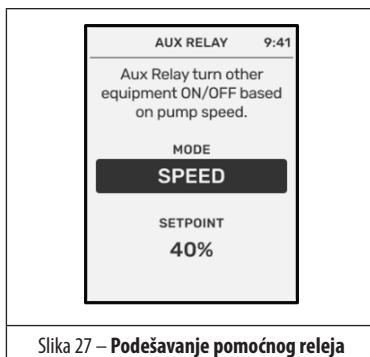 AUX RELAY 9:41
Aux Relay turn other
equipment ON/OFF based
on pump speed.
MODE
SPEED
SETPOINT
40%
Slika 27 – Podešavanje pomoćnog releja